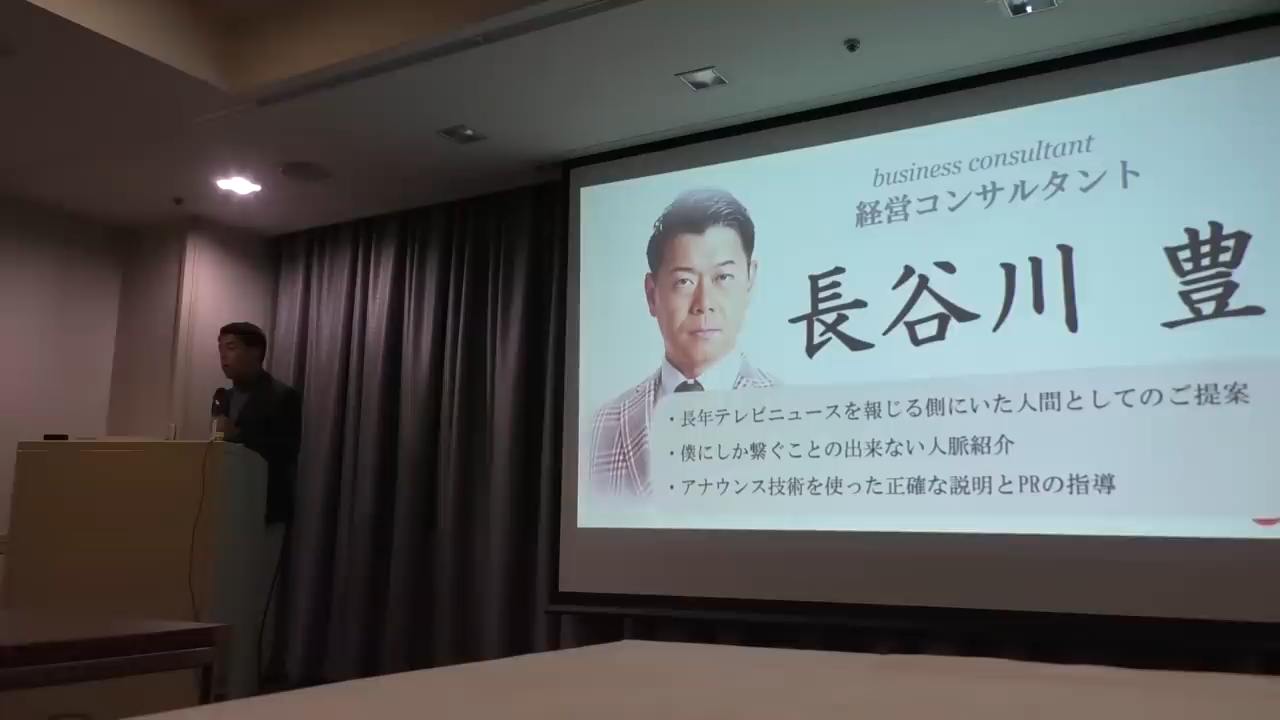 business consultant
経営コンサルタント
長谷川 豊
・長年テレビニュースを報じる側にいた人間としてのご提案
・僕にしか繋ぐことの出来ない人脈紹介
・アナウンス技術を使った正確な説明とPRの指導